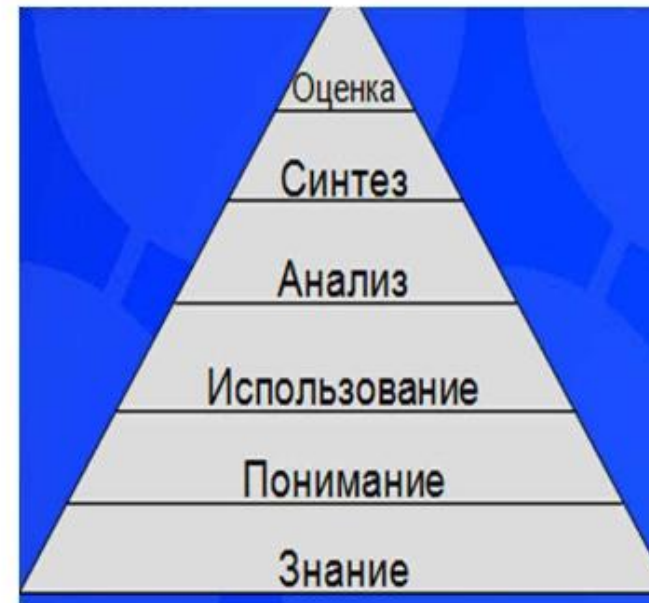 Оценка
Синтез
Анализ
Использование
Понимание
Знание